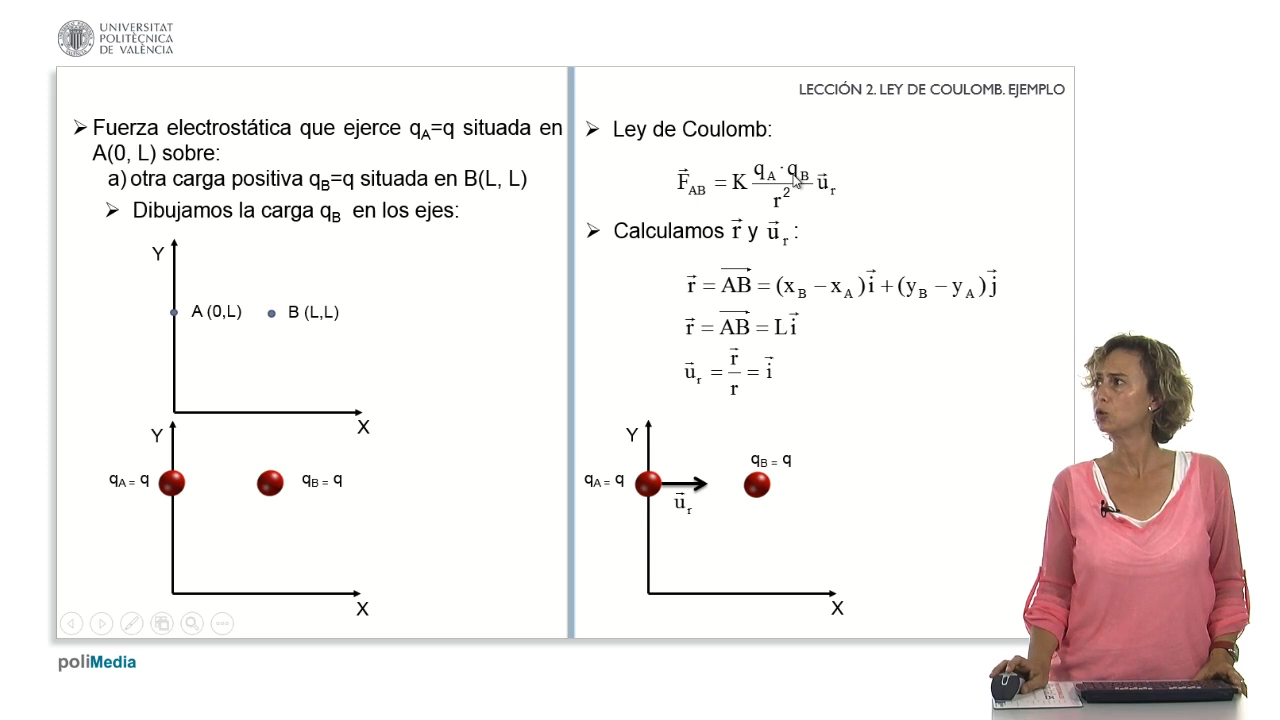 UNIVERSITAT
POLITÈCNICA
DE VALÈNCIA
LECCIÓN 2. LEY DE COULOMB. EJEMPLO
➢ Fuerza electrostática que ejerce qA=q situada en
A(0, L) sobre:
a) otra carga positiva qB=q situada en B(L, L)
➢ Dibujamos la carga qB en los ejes:
Y
A (0,L)
B (L,L)
X
Y
qA = q
qB = q
X
➢ Ley de Coulomb:
F⃗AB = K (qA · qB / r²) u⃗r
➢ Calculamos r⃗ y u⃗r :
r⃗ = AB⃗ = (xB − xA) i⃗ + (yB − yA) j⃗
r⃗ = AB⃗ = L i⃗
u⃗r = r⃗ / r = i⃗
Y
qB = q
qA = q
u⃗r
X
poliMedia